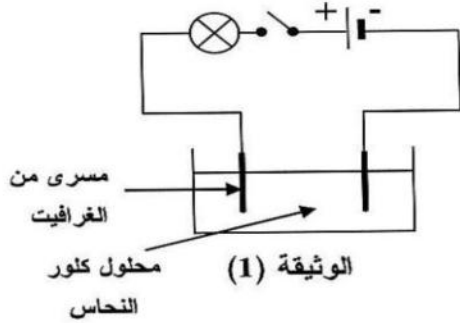 + -
مسرى من
الغرافيت
محلول كلور
النحاس
الوثيقة (1)